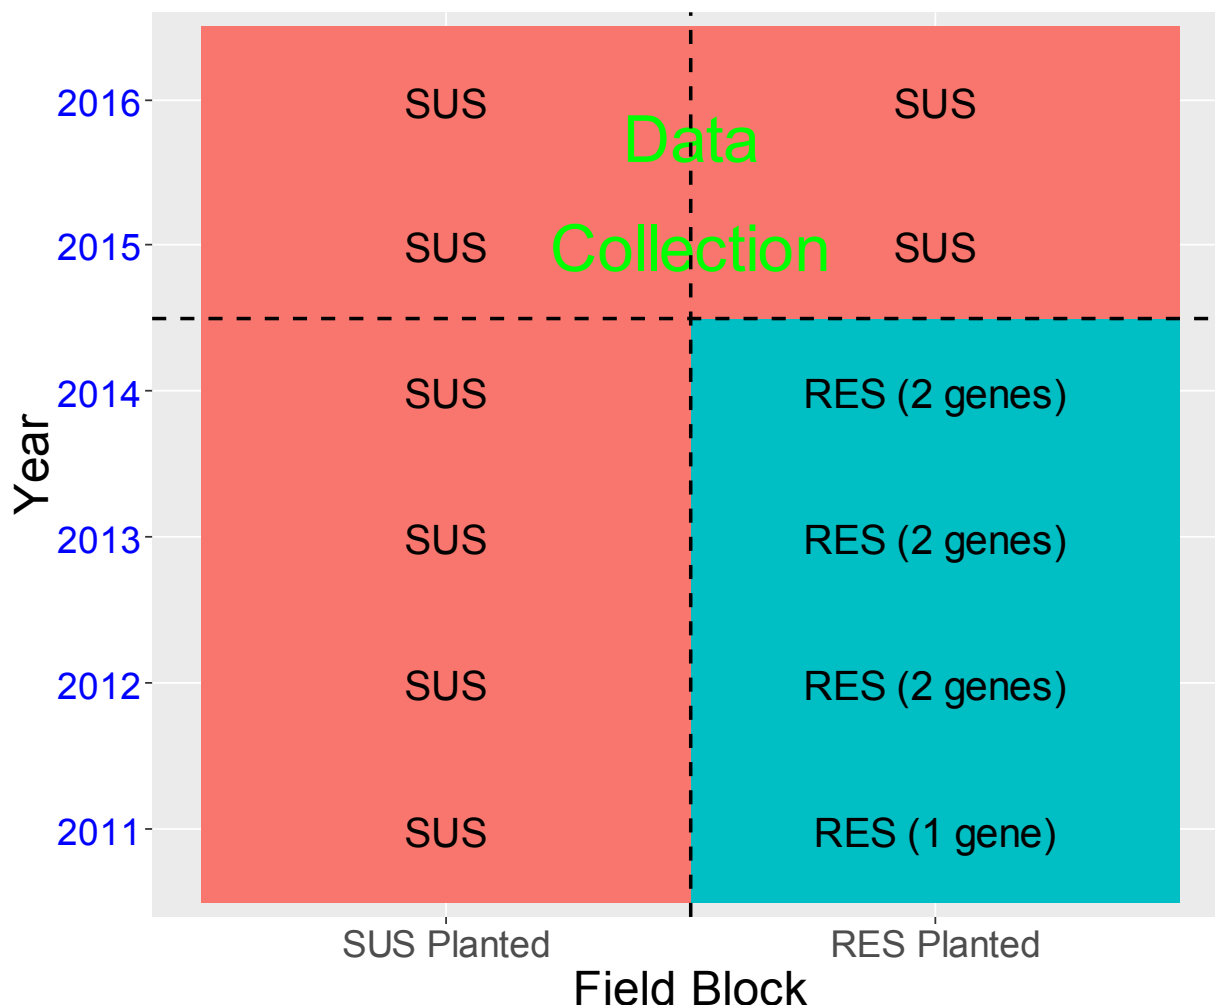 2016 SUS SUS
Data
2015 SUS Collection SUS
2014 SUS RES (2 genes)
2013 SUS RES (2 genes)
2012 SUS RES (2 genes)
2011 SUS RES (1 gene)
Year
SUS Planted RES Planted
Field Block